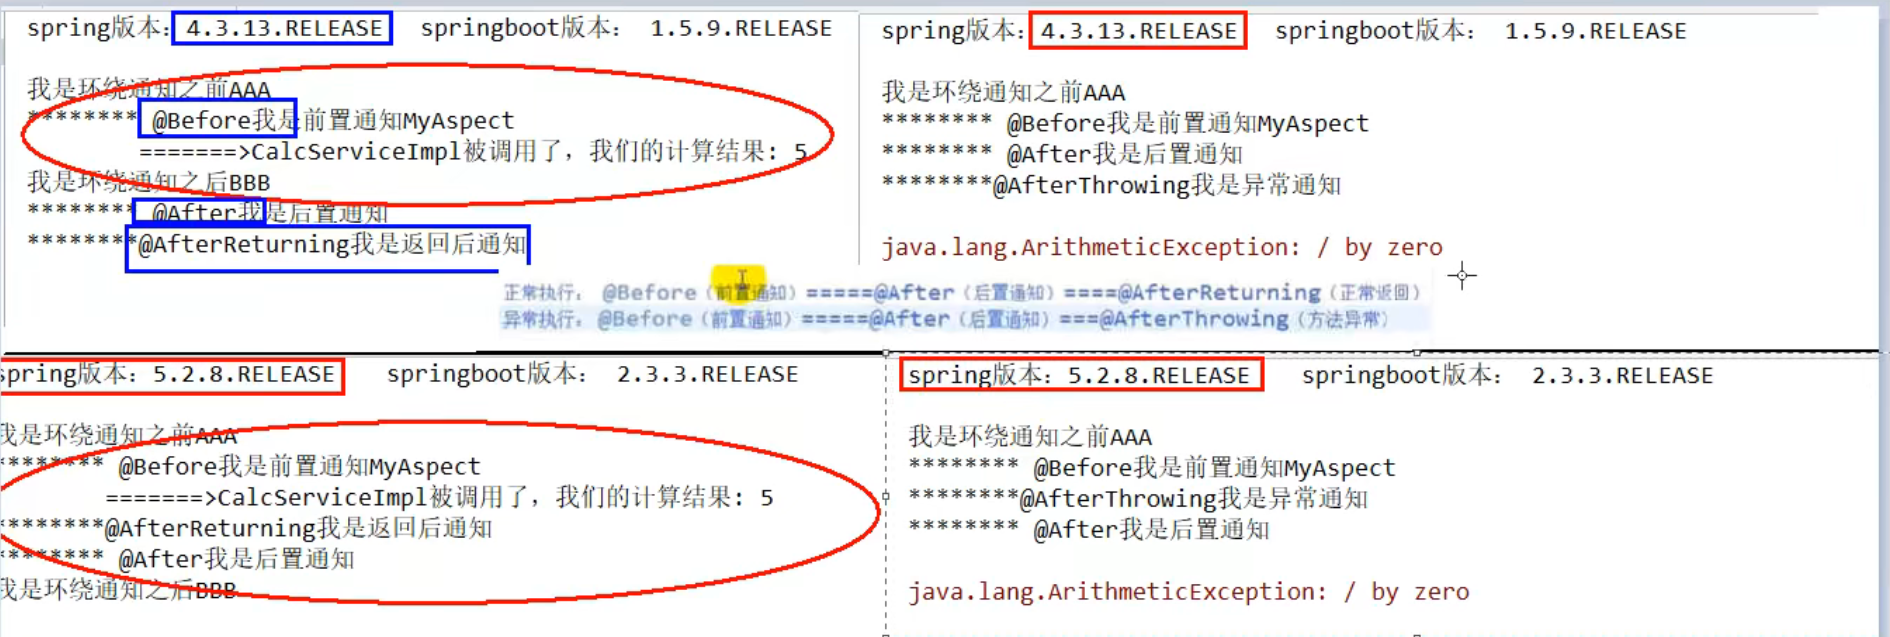 spring版本：4.3.13.RELEASE springboot版本： 1.5.9.RELEASE
我是环绕通知之前AAA
******** @Before我是前置通知MyAspect
=======>CalcServiceImpl被调用了，我们的计算结果: 5
我是环绕通知之后BBB
******** @After我是后置通知
********@AfterReturning我是返回后通知
spring版本：4.3.13.RELEASE springboot版本： 1.5.9.RELEASE
我是环绕通知之前AAA
******** @Before我是前置通知MyAspect
******** @After我是后置通知
********@AfterThrowing我是异常通知
java.lang.ArithmeticException: / by zero
正常执行： @Before（前置通知）=====@After（后置通知）====@AfterReturning（正常返回）
异常执行：@Before（前置通知）=====@After（后置通知）===@AfterThrowing（方法异常）
spring版本：5.2.8.RELEASE springboot版本： 2.3.3.RELEASE
我是环绕通知之前AAA
******** @Before我是前置通知MyAspect
=======>CalcServiceImpl被调用了，我们的计算结果: 5
********@AfterReturning我是返回后通知
******** @After我是后置通知
我是环绕通知之后BBB
spring版本：5.2.8.RELEASE springboot版本： 2.3.3.RELEASE
我是环绕通知之前AAA
******** @Before我是前置通知MyAspect
********@AfterThrowing我是异常通知
******** @After我是后置通知
java.lang.ArithmeticException: / by zero